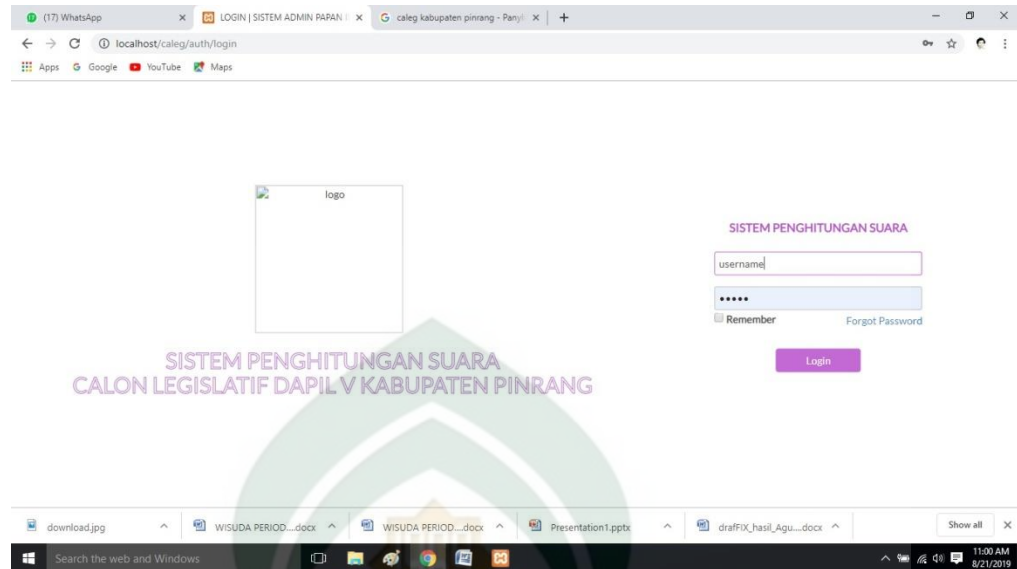 (17) WhatsApp
LOGIN | SISTEM ADMIN PAPAN
caleg kabupaten pinrang - Pany
localhost/caleg/auth/login
Apps Google YouTube Maps
logo
SISTEM PENGHITUNGAN SUARA
CALON LEGISLATIF DAPIL V KABUPATEN PINRANG
SISTEM PENGHITUNGAN SUARA
username
Remember Forgot Password
Login
download.jpg WISUDA PERIOD....docx WISUDA PERIOD....docx Presentation1.pptx drafFIX_hasil_Agu....docx Show all
Search the web and Windows
11:00 AM
8/21/2019